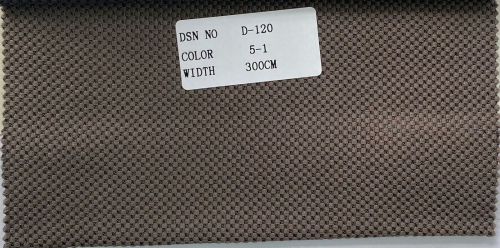 DSN NO D-120
COLOR 5-1
WIDTH 300CM